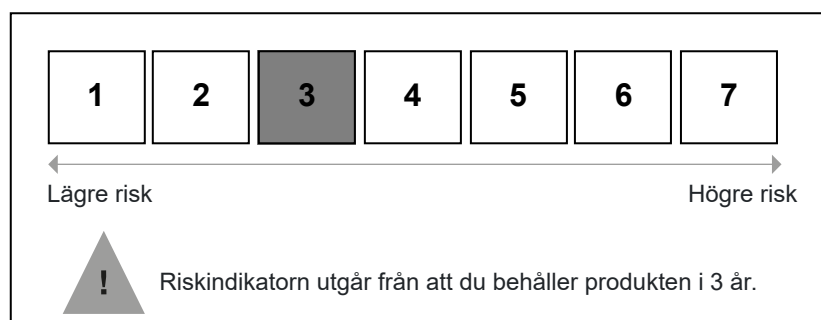 1 2 3 4 5 6 7
Lägre risk Högre risk
! Riskindikatorn utgår från att du behåller produkten i 3 år.